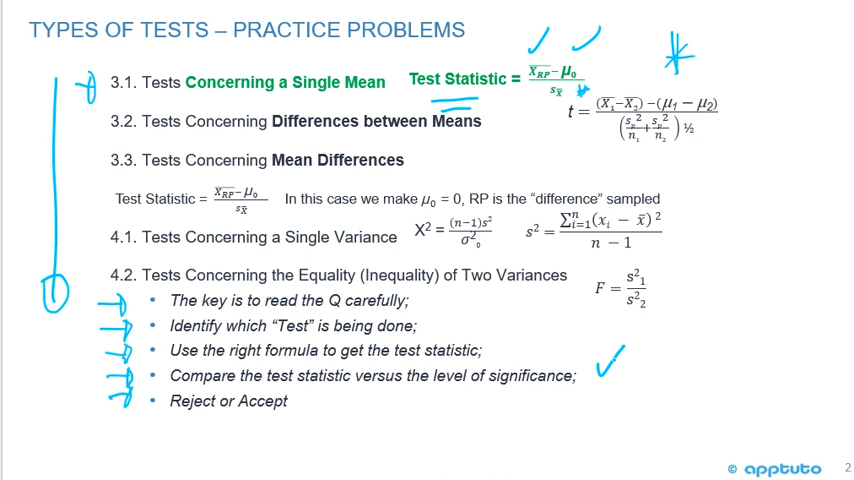 TYPES OF TESTS – PRACTICE PROBLEMS
3.1. Tests Concerning a Single Mean Test Statistic = (X̄_RP − μ₀) / s_X̄
3.2. Tests Concerning Differences between Means t = ((X̄₁ − X̄₂) − (μ₁ − μ₂)) / (s_p²/n₁ + s_p²/n₂)½
3.3. Tests Concerning Mean Differences
Test Statistic = (X̄_RP − μ₀) / s_X̄ In this case we make μ₀ = 0, RP is the “difference” sampled
4.1. Tests Concerning a Single Variance X² = (n−1)s² / σ²₀ s² = Σⁿᵢ₌₁(xᵢ − x̄)² / (n − 1)
4.2. Tests Concerning the Equality (Inequality) of Two Variances F = s²₁ / s²₂
• The key is to read the Q carefully;
• Identify which “Test” is being done;
• Use the right formula to get the test statistic;
• Compare the test statistic versus the level of significance;
• Reject or Accept
© apptuto 2